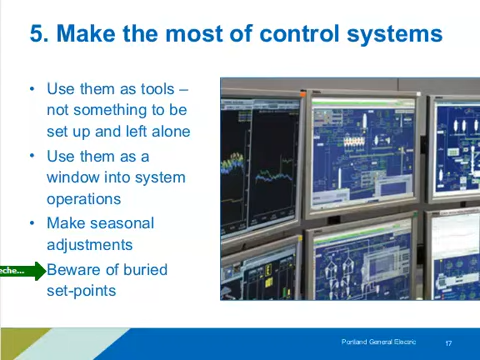 5. Make the most of control systems
• Use them as tools –
not something to be
set up and left alone
• Use them as a
window into system
operations
• Make seasonal
adjustments
eche...
• Beware of buried
set-points
Portland General Electric
17